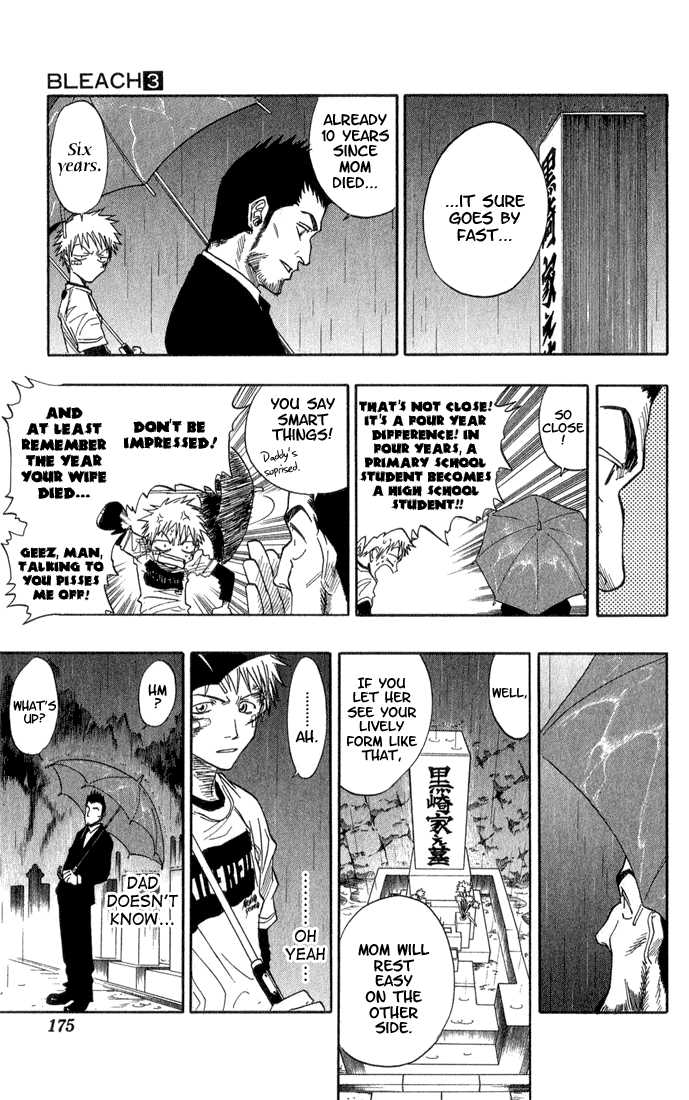 BLEACH 3
...IT SURE
GOES BY
FAST...
ALREADY
10 YEARS
SINCE
MOM
DIED...
Six
years.
SO
CLOSE
!
THAT'S NOT CLOSE!
IT'S A FOUR YEAR
DIFFERENCE! IN
FOUR YEARS, A
PRIMARY SCHOOL
STUDENT BECOMES
A HIGH SCHOOL
STUDENT!!
YOU SAY
SMART
THINGS!
Daddy's
suprised.
DON'T BE
IMPRESSED!
AND
AT LEAST
REMEMBER
THE YEAR
YOUR WIFE
DIED...
GEEZ, MAN,
TALKING TO
YOU PISSES
ME OFF!
WELL,
IF YOU
LET HER
SEE YOUR
LIVELY
FORM LIKE
THAT,
黒崎家之墓
MOM WILL
REST
EASY
ON THE
OTHER
SIDE.
........
AH.
......
OH
YEAH
......
HM
?
WHAT'S
UP?
DAD
DOESN'T
KNOW...
175